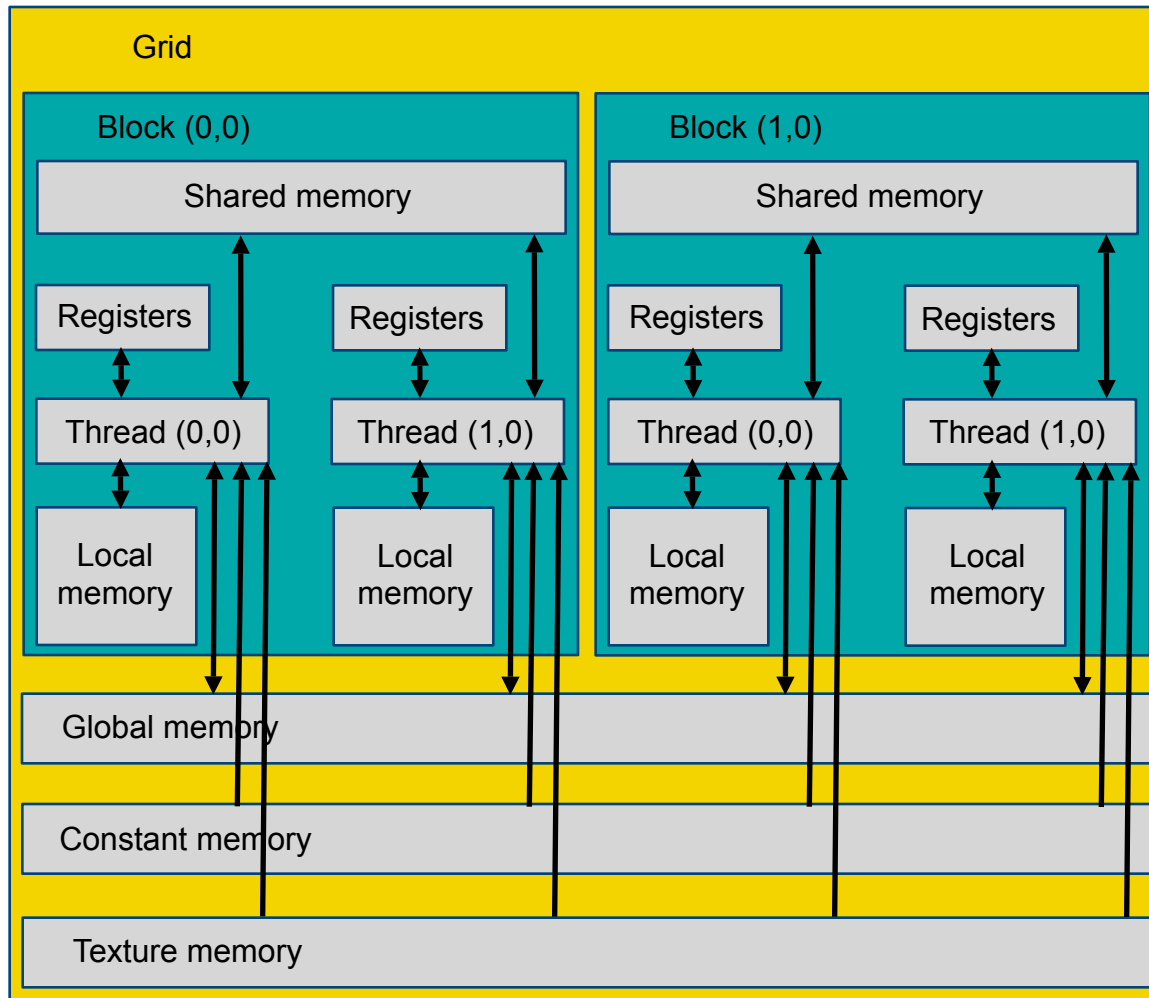 Grid
Block (0,0)
Block (1,0)
Shared memory
Shared memory
Registers
Registers
Registers
Registers
Thread (0,0)
Thread (1,0)
Thread (0,0)
Thread (1,0)
Local
memory
Local
memory
Local
memory
Local
memory
Global memory
Constant memory
Texture memory